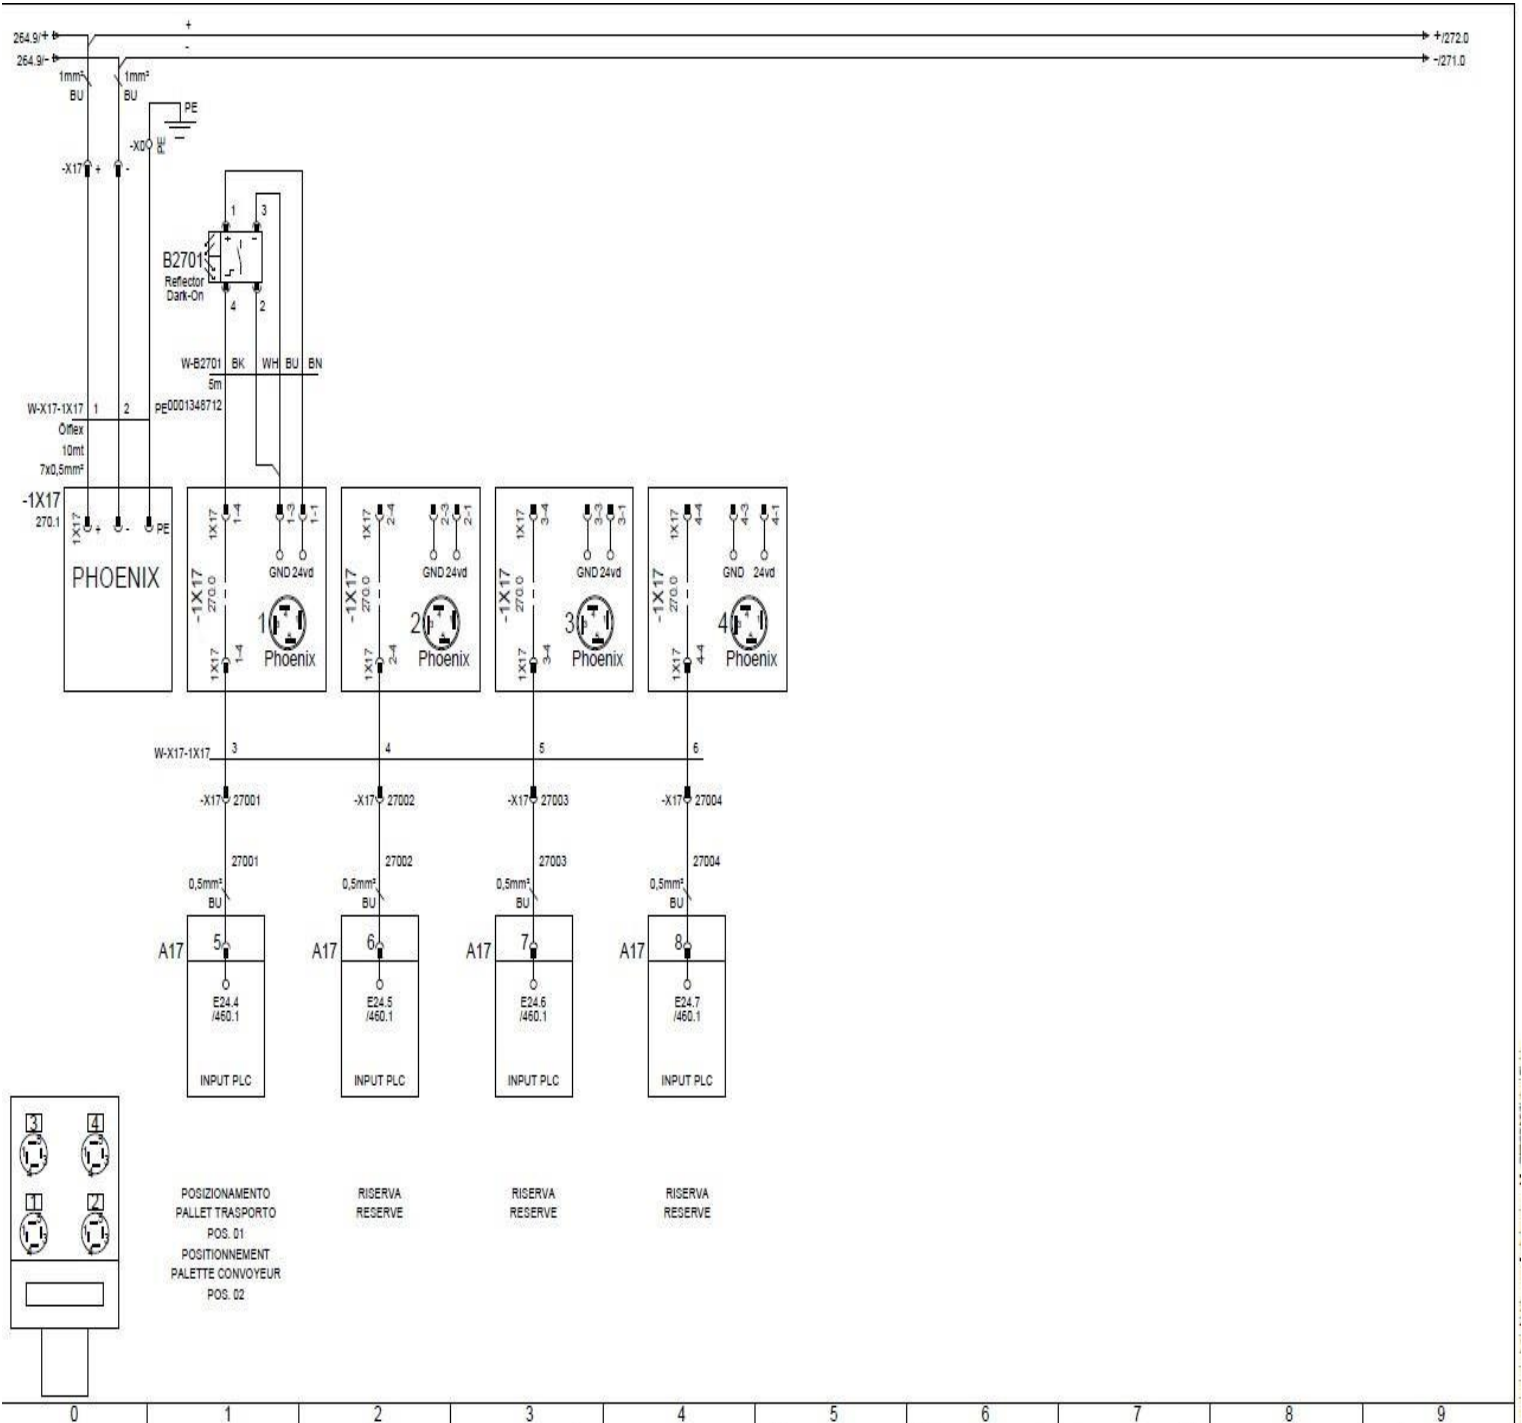 264.9/+
+
+/272.0
264.9/-
-
-/271.0
1mm²
1mm²
BU
BU
PE
-X0
PE
-X17
+
-
1
3
+
-
B2701
Reflector
Dark-On
4
2
W-B2701
BK
WH
BU
BN
5m
0001348712
W-X17-1X17
1
2
PE
Ölflex
10mt
7x0,5mm²
-1X17
270.1
1X17
+
-
PE
PHOENIX
1X17
1-4
1-3
1-1
GND 24vd
-1X17
270.0
1
Phoenix
1X17
1-4
1X17
2-4
2-3
2-1
GND 24vd
-1X17
270.0
2
Phoenix
1X17
2-4
1X17
3-4
3-3
3-1
GND 24vd
-1X17
270.0
3
Phoenix
1X17
3-4
1X17
4-4
4-3
4-1
GND 24vd
-1X17
270.0
4
Phoenix
1X17
4-4
W-X17-1X17
3
4
5
6
-X17 27001
-X17 27002
-X17 27003
-X17 27004
27001
27002
27003
27004
0,5mm²
0,5mm²
0,5mm²
0,5mm²
BU
BU
BU
BU
A17
5
A17
6
A17
7
A17
8
E24.4
/460.1
E24.5
/460.1
E24.6
/460.1
E24.7
/460.1
INPUT PLC
INPUT PLC
INPUT PLC
INPUT PLC
3
4
1
2
POSIZIONAMENTO
PALLET TRASPORTO
POS. 01
POSITIONNEMENT
PALETTE CONVOYEUR
POS. 02
RISERVA
RESERVE
RISERVA
RESERVE
RISERVA
RESERVE
0
1
2
3
4
5
6
7
8
9